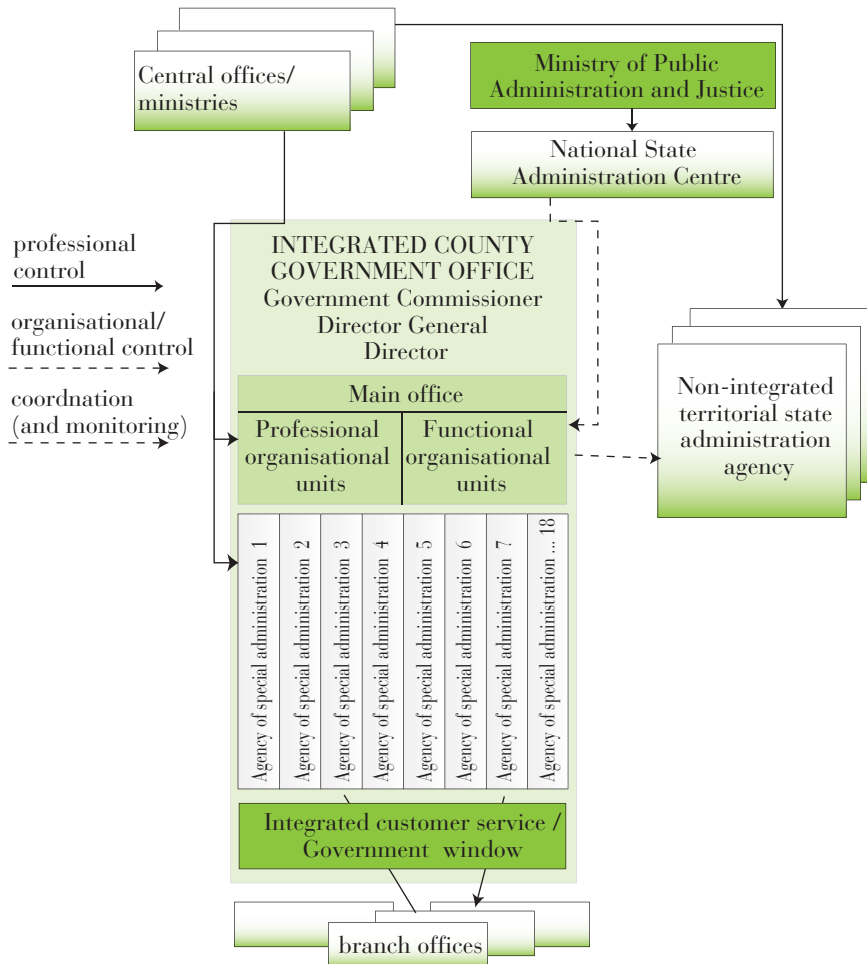 Central offices/
ministries
Ministry of Public
Administration and Justice
National State
Administration Centre
professional
control
organisational/
functional control
coordnation
(and monitoring)
INTEGRATED COUNTY
GOVERNMENT OFFICE
Government Commissioner
Director General
Director
Main office
Professional
organisational
units
Functional
organisational
units
Non-integrated
territorial state
administration
agency
Agency of special administration 1
Agency of special administration 2
Agency of special administration 3
Agency of special administration 4
Agency of special administration 5
Agency of special administration 6
Agency of special administration 7
Agency of special administration ... 18
Integrated customer service /
Government window
branch offices